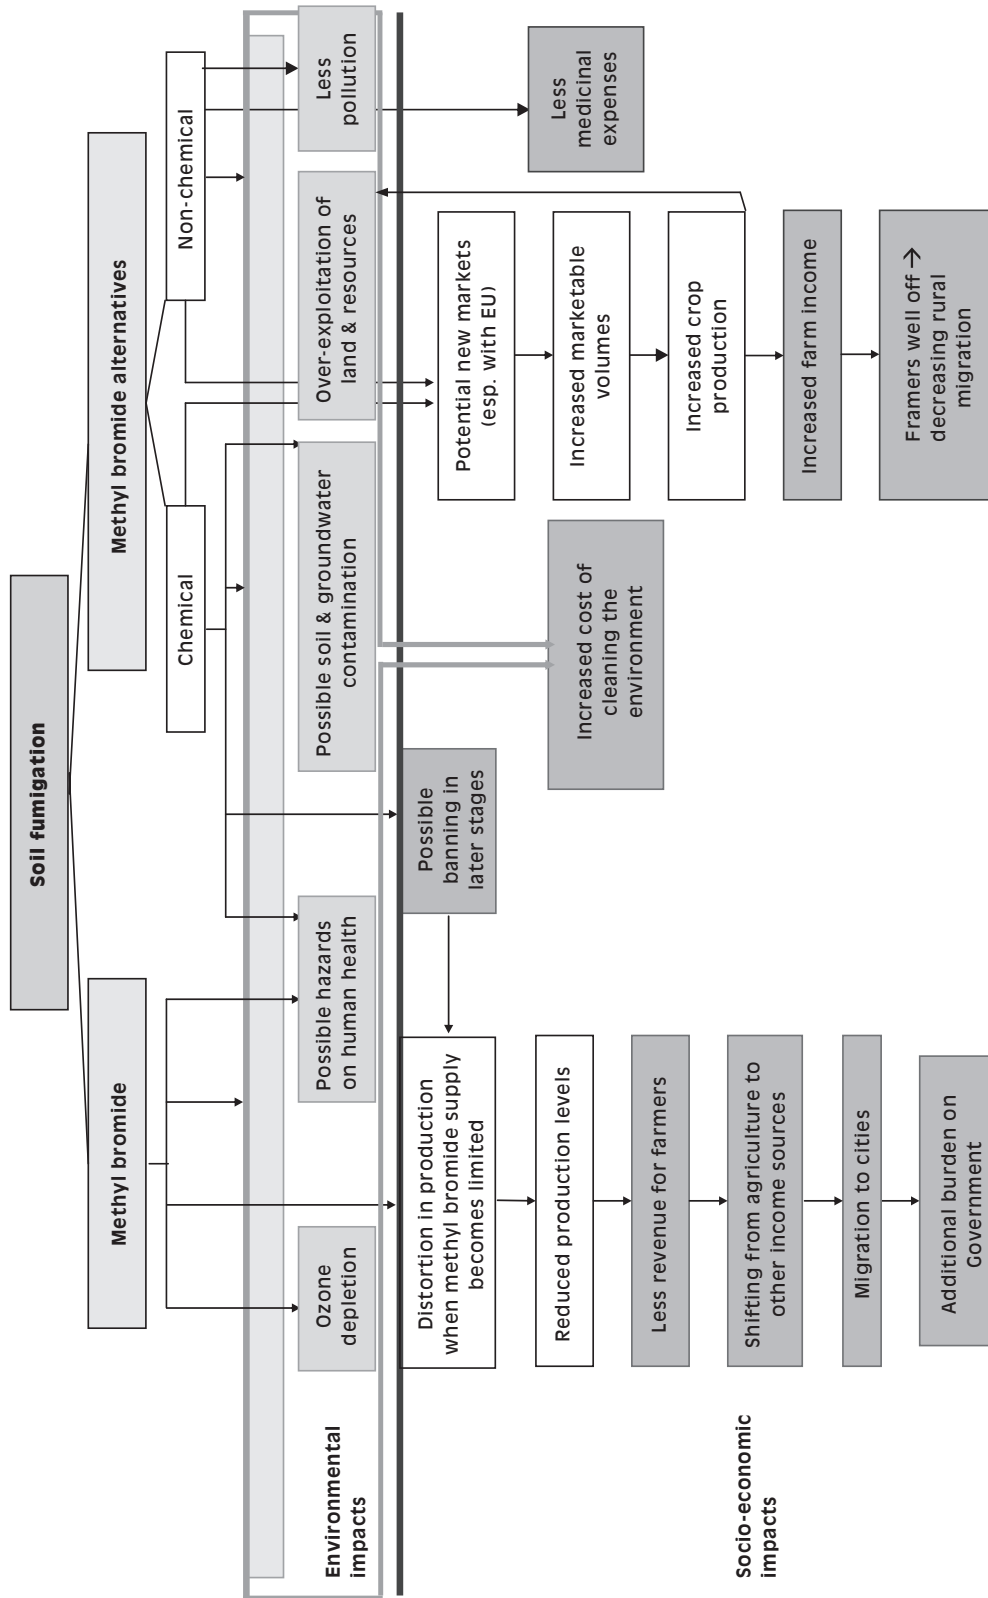 Soil fumigation
Methyl bromide
Methyl bromide alternatives
Chemical
Non-chemical
Environmental
impacts
Ozone
depletion
Possible hazards
on human health
Possible soil & groundwater
contamination
Over-exploitation of
land & resources
Less
pollution
Distortion in production
when methyl bromide supply
becomes limited
Possible
banning in
later stages
Potential new markets
(esp. with EU)
Less
medicinal
expenses
Reduced production levels
Increased cost of
cleaning the
environment
Increased marketable
volumes
Less revenue for farmers
Increased crop
production
Socio-economic
impacts
Shifting from agriculture to
other income sources
Increased farm income
Migration to cities
Framers well off →
decreasing rural
migration
Additional burden on
Government